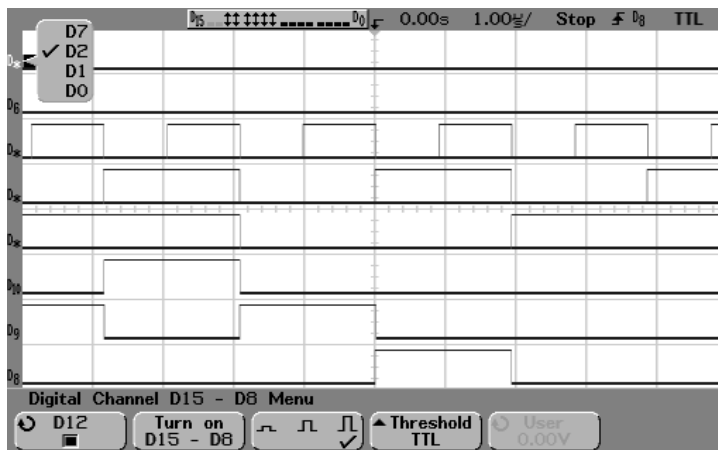 D15 D0 0.00s 1.00㎲/ Stop D8 TTL
D7
D2
D1
D0
D*
D6
D*
D*
D*
D10
D9
D8
Digital Channel D15 - D8 Menu
D12
Turn on
D15 - D8
Threshold
TTL
User
0.00V